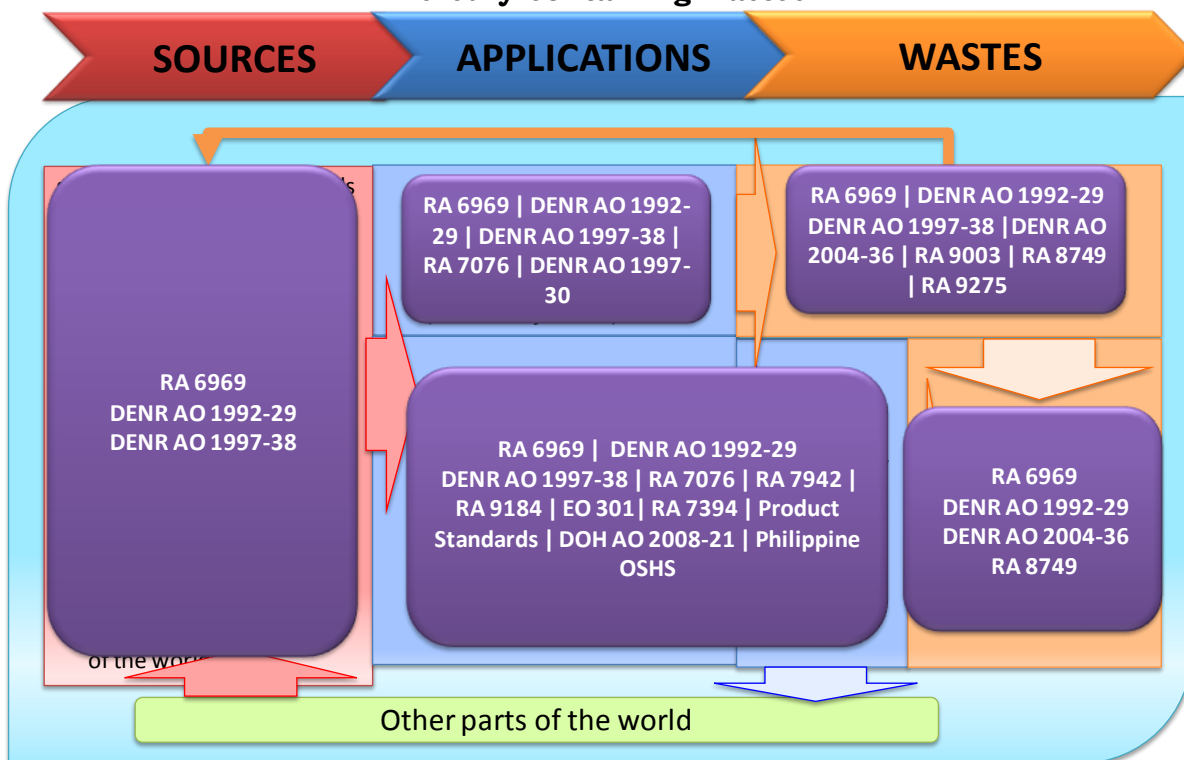 SOURCES
APPLICATIONS
WASTES
RA 6969
DENR AO 1992-29
DENR AO 1997-38
RA 6969 | DENR AO 1992-
29 | DENR AO 1997-38 |
RA 7076 | DENR AO 1997-
30
RA 6969 | DENR AO 1992-29
DENR AO 1997-38 |DENR AO
2004-36 | RA 9003 | RA 8749
| RA 9275
RA 6969 | DENR AO 1992-29
DENR AO 1997-38 | RA 7076 | RA 7942 |
RA 9184 | EO 301| RA 7394 | Product
Standards | DOH AO 2008-21 | Philippine
OSHS
RA 6969
DENR AO 1992-29
DENR AO 2004-36
RA 8749
of the
Other parts of the world